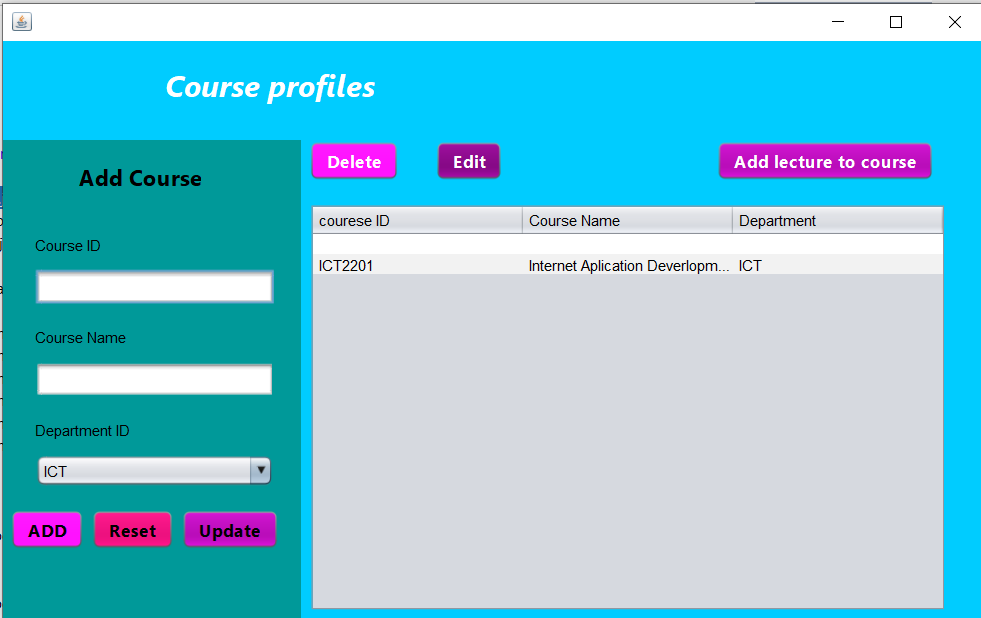 Course profiles
Add Course
Course ID
Course Name
Department ID
ICT
ADD Reset Update
Delete Edit Add lecture to course
courese ID Course Name Department
ICT2201 Internet Aplication Deverlopm... ICT